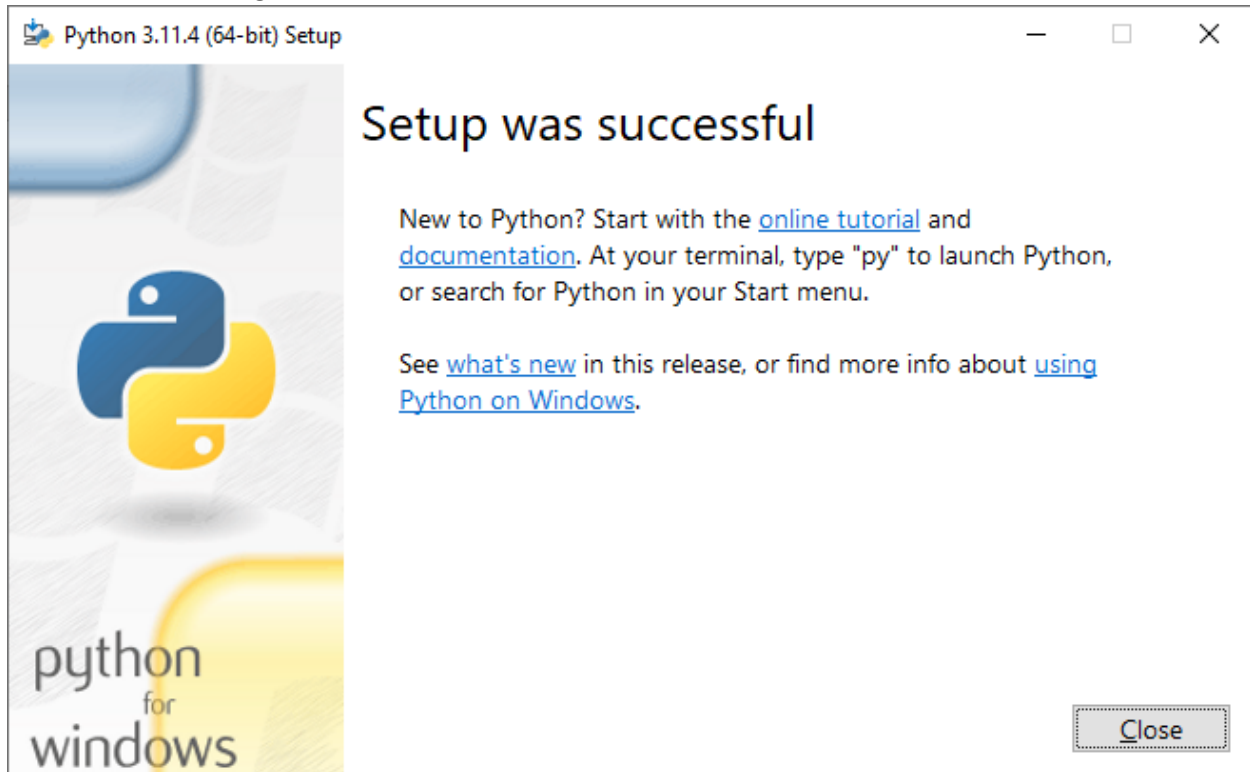 Python 3.11.4 (64-bit) Setup
Setup was successful
New to Python? Start with the online tutorial and
documentation. At your terminal, type "py" to launch Python,
or search for Python in your Start menu.
See what's new in this release, or find more info about using
Python on Windows.
python
for
windows
Close